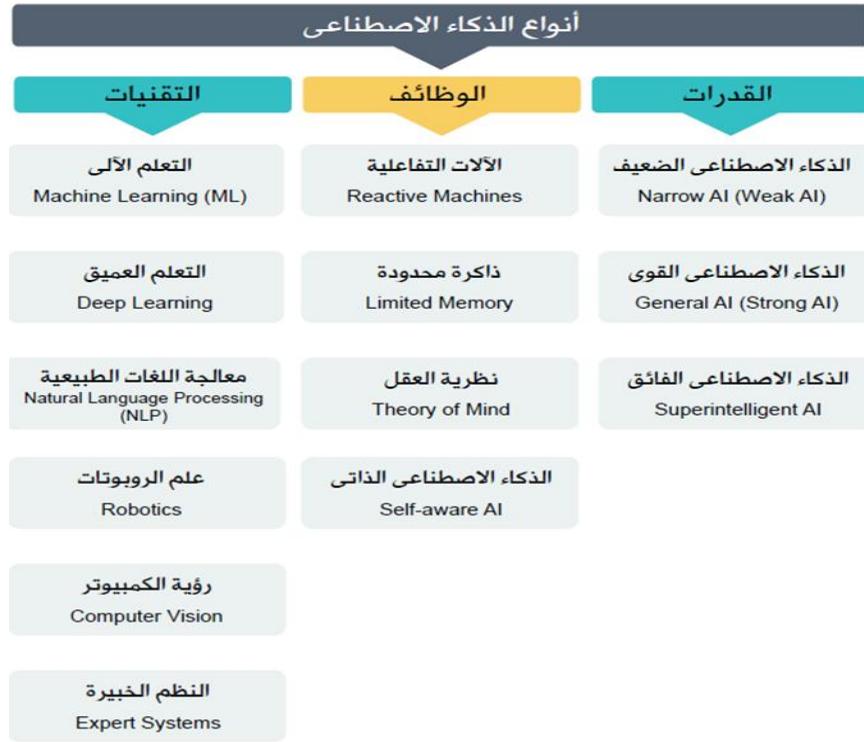 أنواع الذكاء الاصطناعى
القدرات
الذكاء الاصطناعى الضعيف
Narrow AI (Weak AI)
الذكاء الاصطناعى القوى
General AI (Strong AI)
الذكاء الاصطناعى الفائق
Superintelligent AI
الوظائف
الآلات التفاعلية
Reactive Machines
ذاكرة محدودة
Limited Memory
نظرية العقل
Theory of Mind
الذكاء الاصطناعى الذاتى
Self-aware AI
التقنيات
التعلم الآلى
Machine Learning (ML)
التعلم العميق
Deep Learning
معالجة اللغات الطبيعية
Natural Language Processing
(NLP)
علم الروبوتات
Robotics
رؤية الكمبيوتر
Computer Vision
النظم الخبيرة
Expert Systems